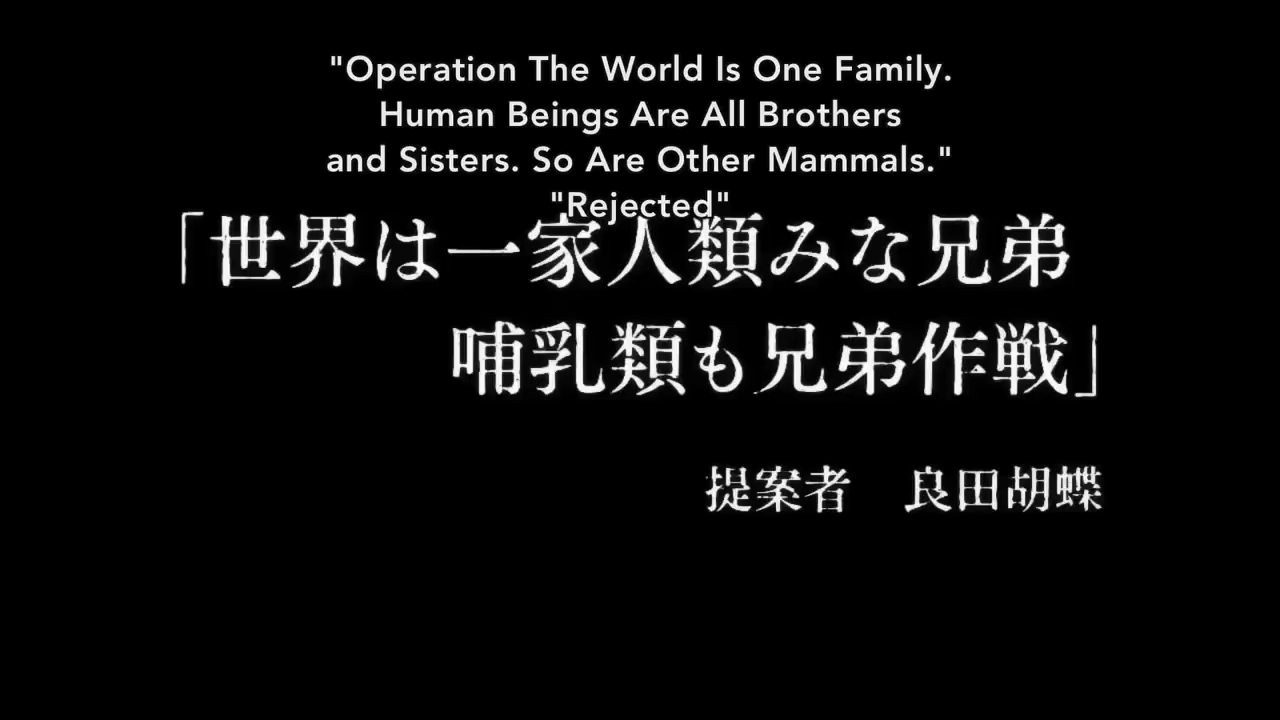 "Operation The World Is One Family.
Human Beings Are All Brothers
and Sisters. So Are Other Mammals."
"Rejected"
「世界は一家人類みな兄弟
哺乳類も兄弟作戦」
提案者　良田胡蝶